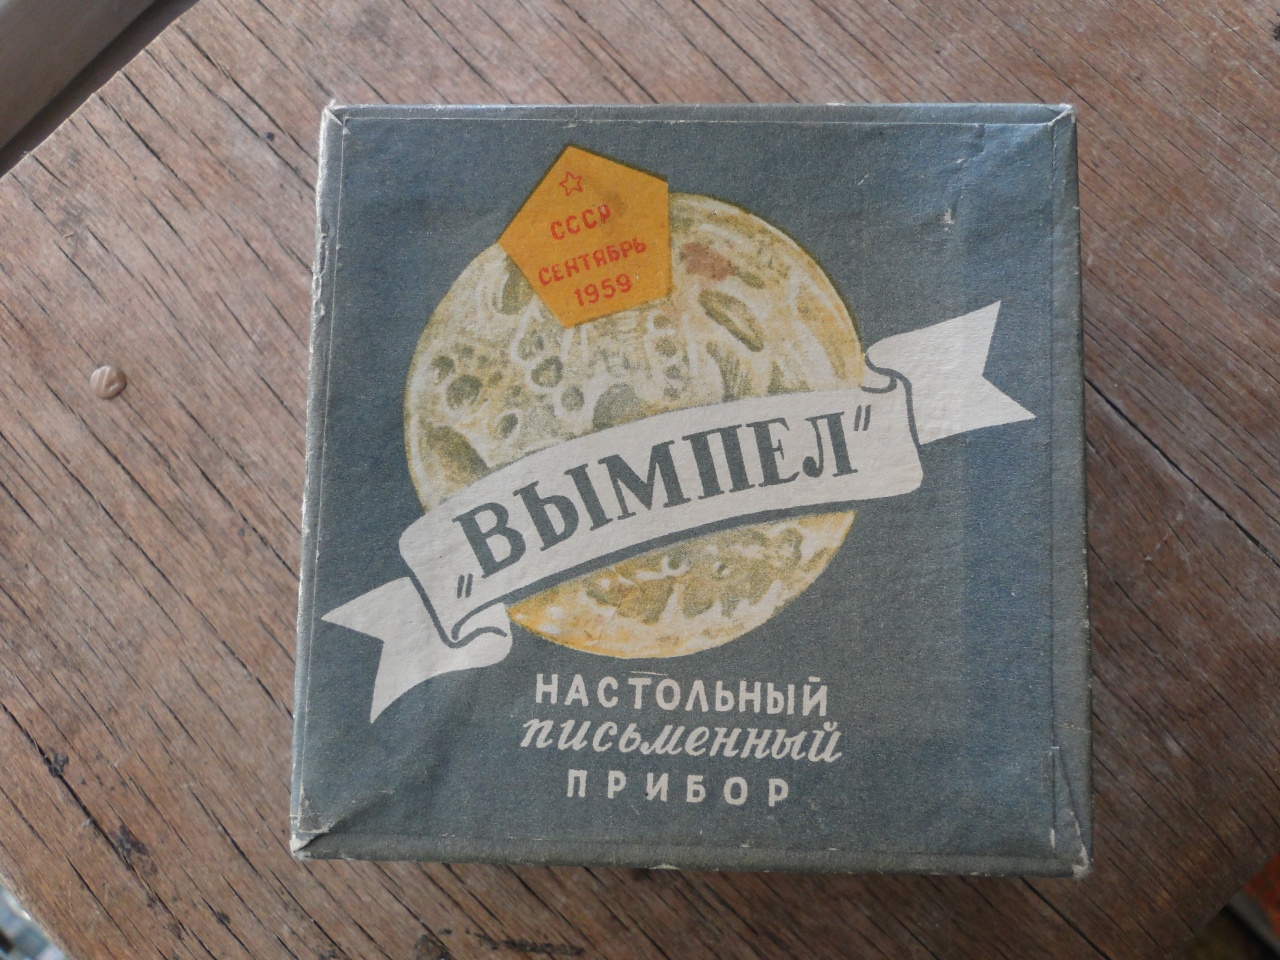 СССР
СЕНТЯБРЬ
1959
„ВЫМПЕЛ"
НАСТОЛЬНЫЙ
письменный
ПРИБОР